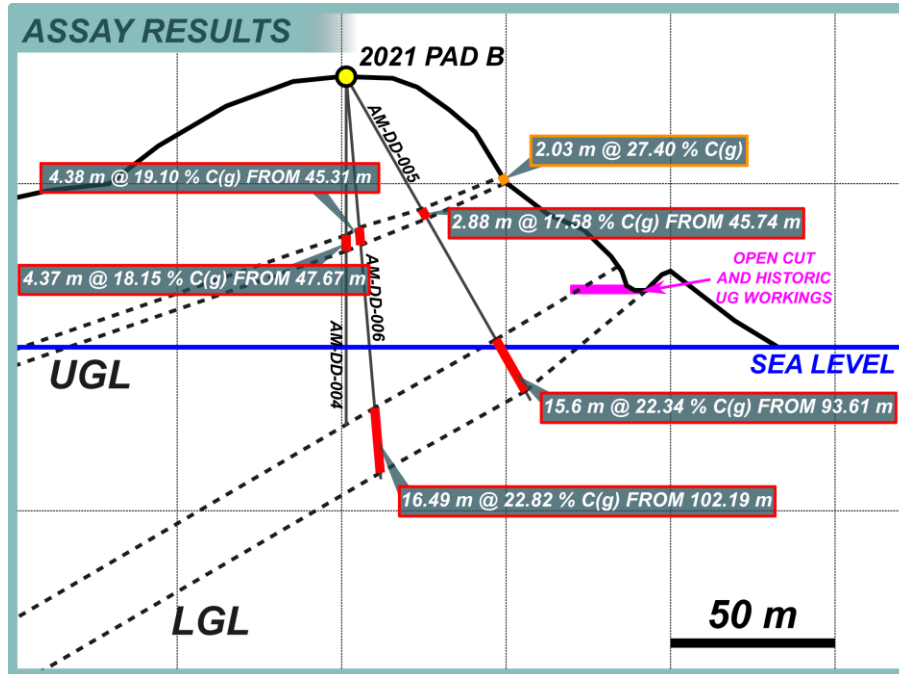 ASSAY RESULTS
2021 PAD B
AM-DD-005
2.03 m @ 27.40 % C(g)
4.38 m @ 19.10 % C(g) FROM 45.31 m
2.88 m @ 17.58 % C(g) FROM 45.74 m
4.37 m @ 18.15 % C(g) FROM 47.67 m
OPEN CUT
AND HISTORIC
UG WORKINGS
AM-DD-006
AM-DD-004
UGL
SEA LEVEL
15.6 m @ 22.34 % C(g) FROM 93.61 m
16.49 m @ 22.82 % C(g) FROM 102.19 m
LGL
50 m